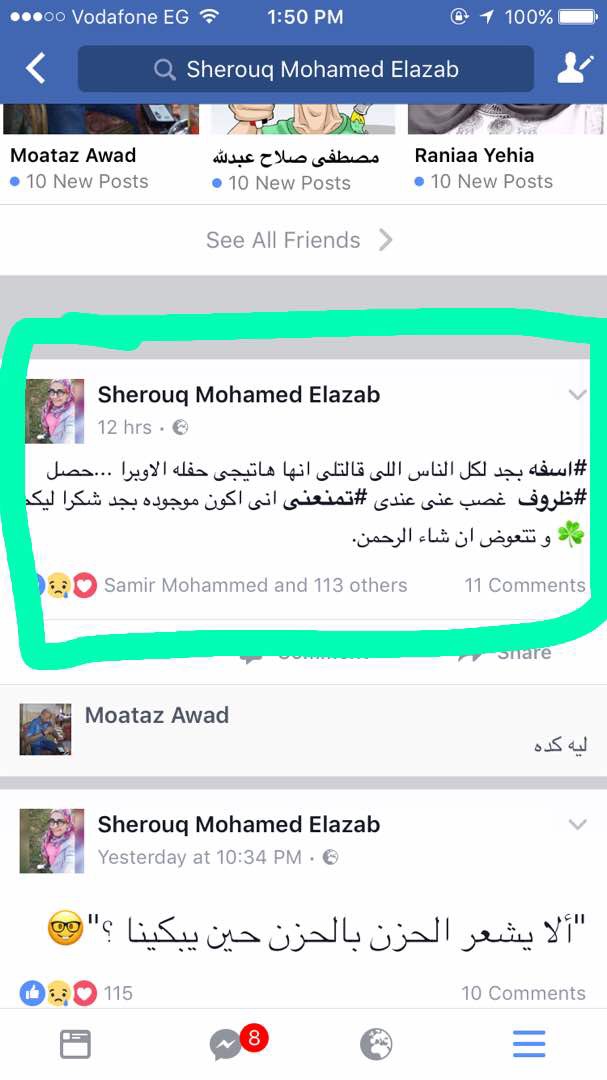 Vodafone EG 1:50 PM 100%
Sherouq Mohamed Elazab
Moataz Awad
10 New Posts
مصطفى صلاح عبدلله
10 New Posts
Raniaa Yehia
10 New Posts
See All Friends
Sherouq Mohamed Elazab
12 hrs
#اسفه بجد لكل الناس اللى قالتلى انها هاتيجى حفله الاوبرا ...حصل
#ظروف غصب عنى عندى #تمنعنى انى اكون موجوده بجد شكرا ليكم
☘ و تتعوض ان شاء الرحمن.
Samir Mohammed and 113 others 11 Comments
Comment Share
Moataz Awad
ليه كده
Sherouq Mohamed Elazab
Yesterday at 10:34 PM
"ألا يشعر الحزن بالحزن حين يبكينا ؟"🤓
115 10 Comments
8